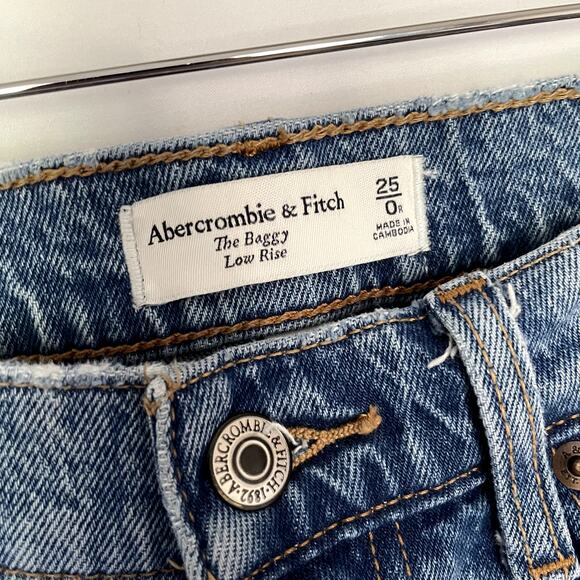 Abercrombie & Fitch
The Baggy
Low Rise
25
0R
MADE IN
CAMBODIA
ABERCROMBIE & FITCH · 1892 ·